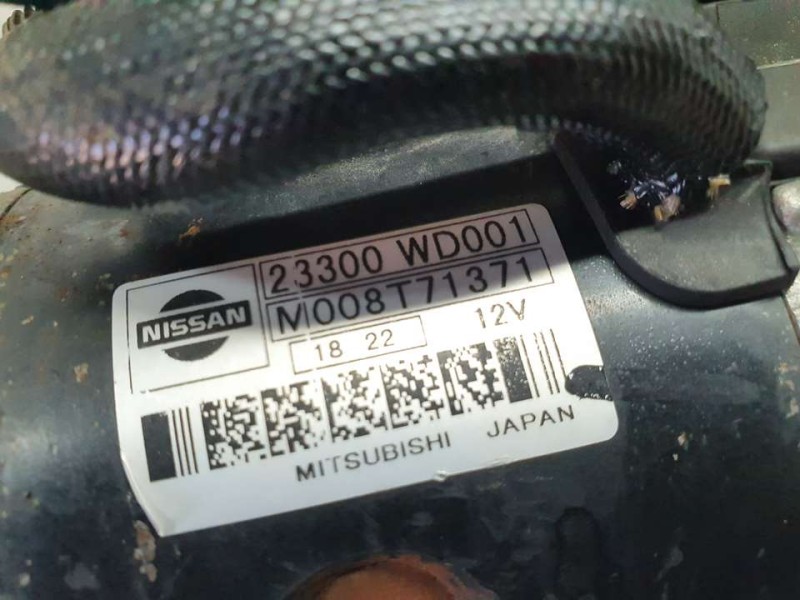 NISSAN
23300 WD001
M008T71371
18 22
12V
MITSUBISHI JAPAN